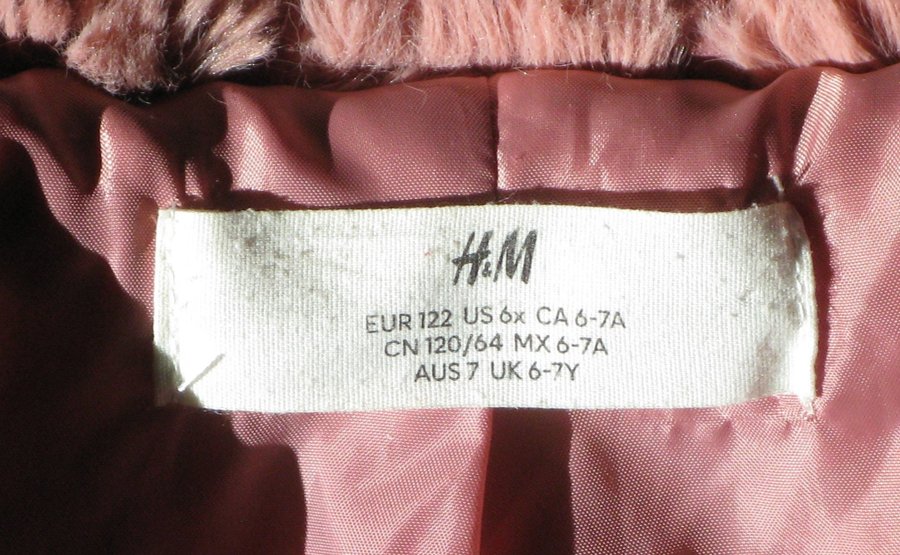 H&M
EUR 122 US 6x CA 6-7A
CN 120/64 MX 6-7A
AUS 7 UK 6-7Y